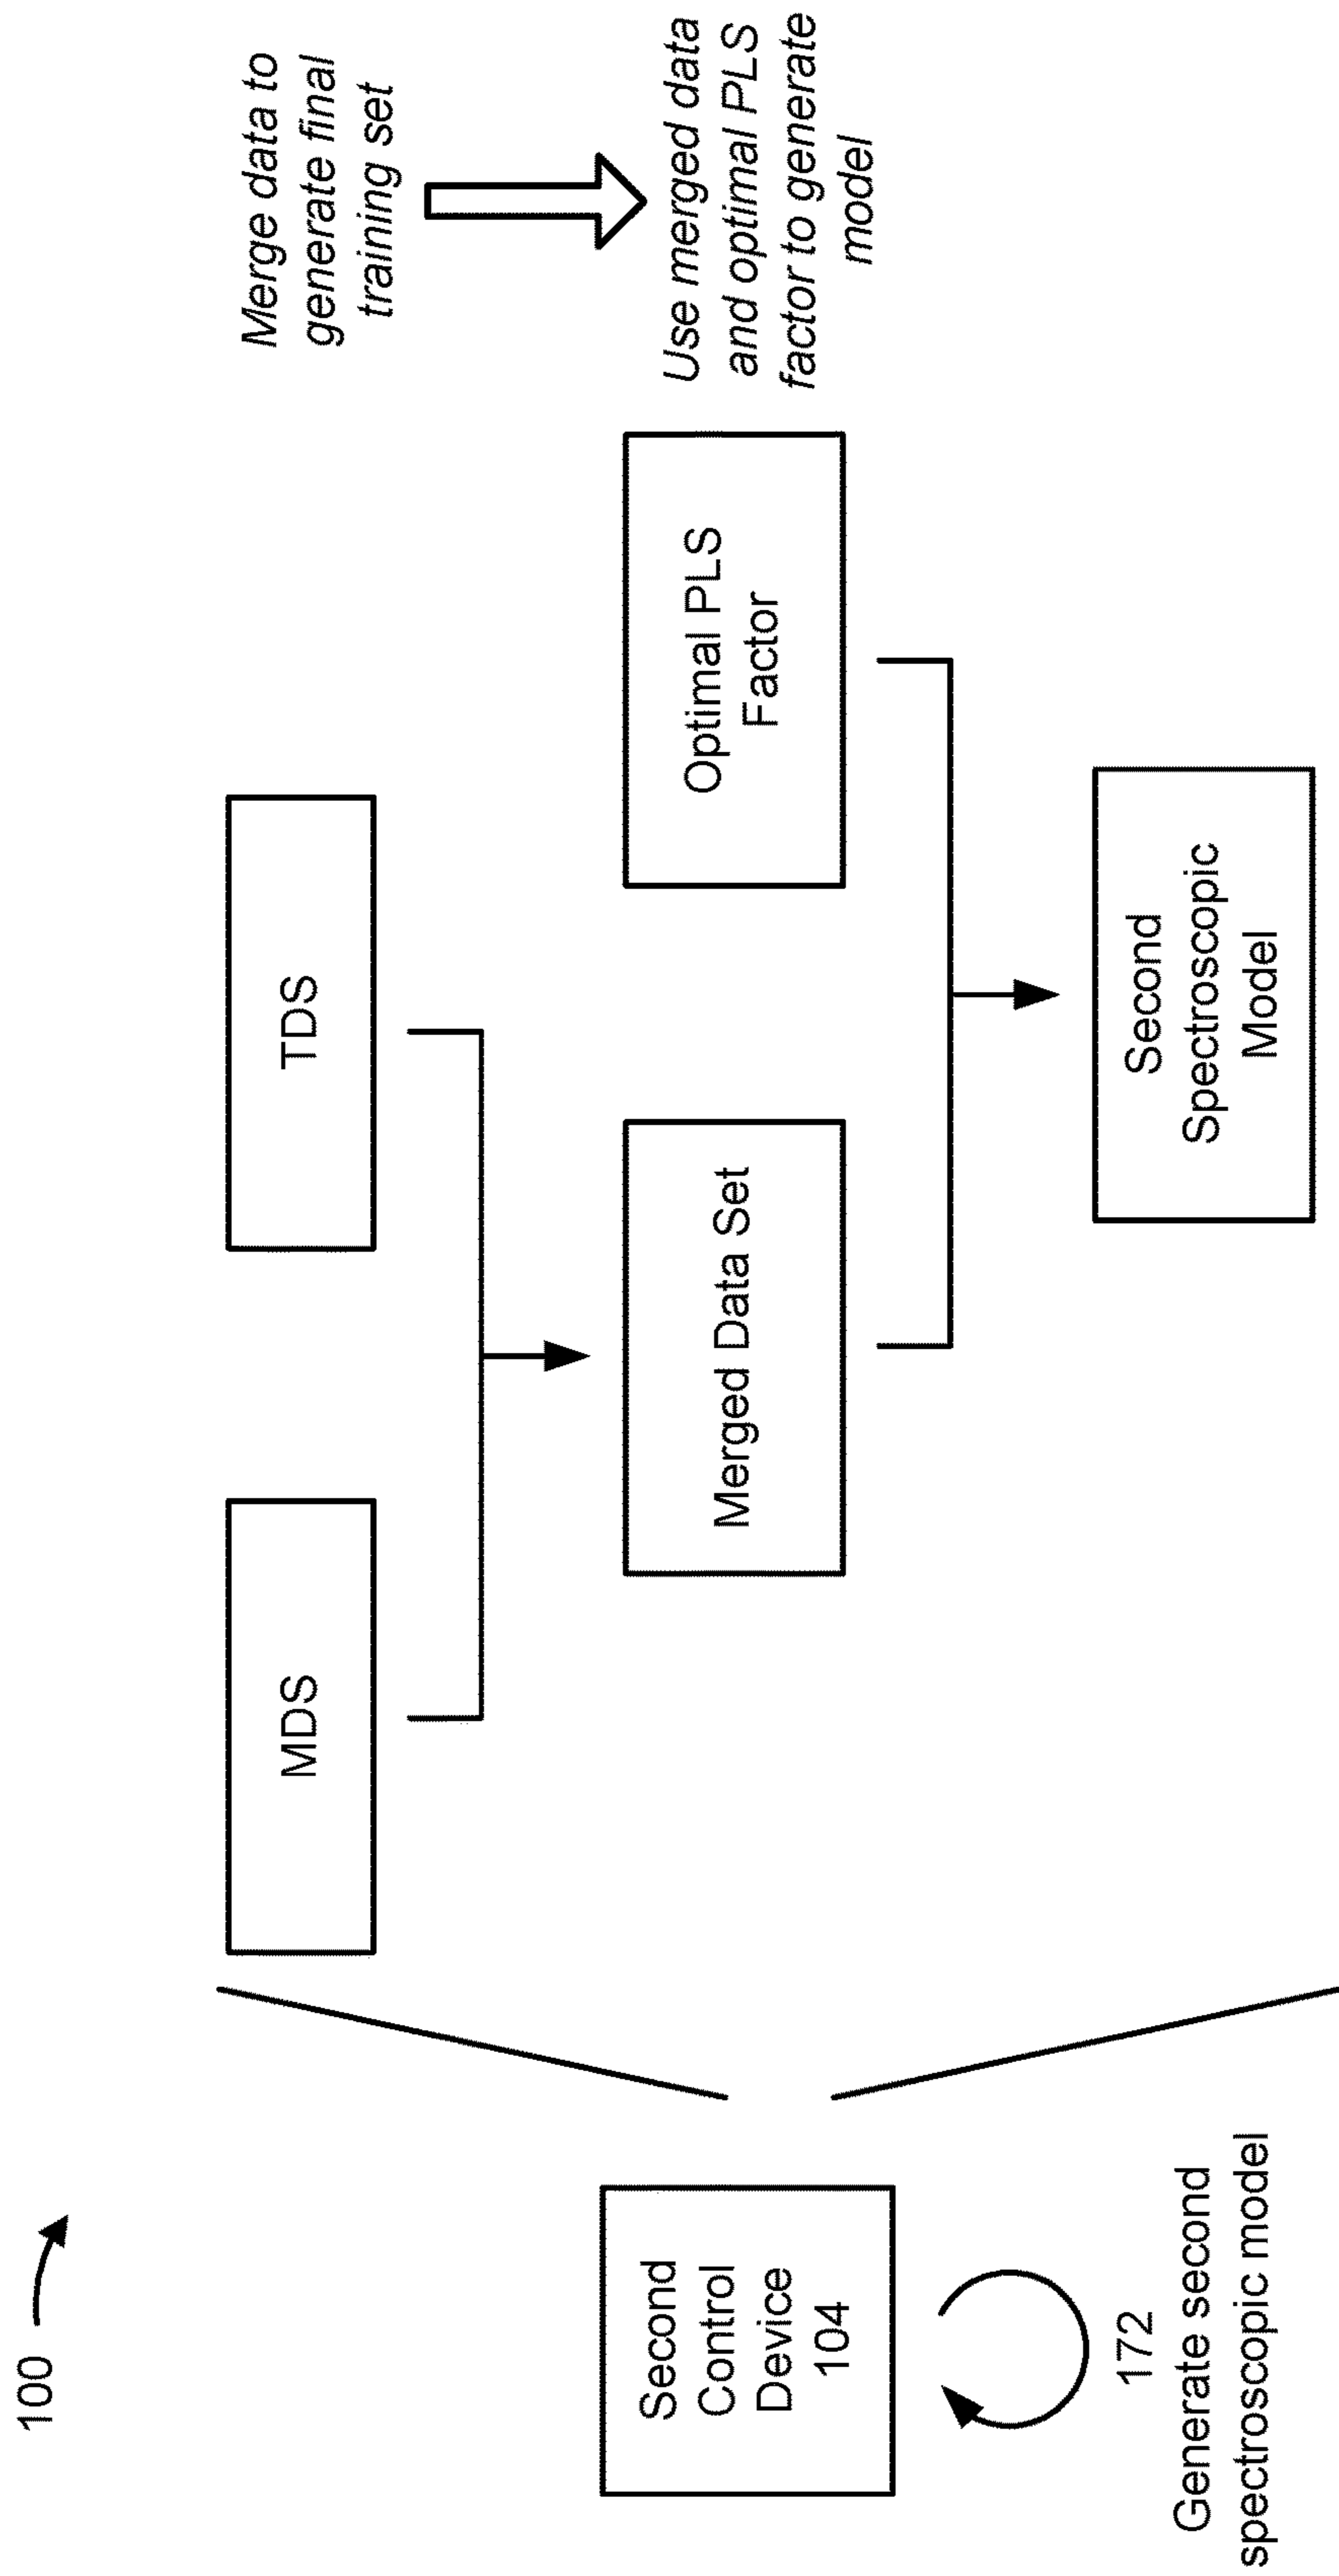 100
MDS
TDS
Merge data to
generate final
training set
Second
Control
Device
104
Merged Data Set
Optimal PLS
Factor
Use merged data
and optimal PLS
factor to generate
model
172
Generate second
spectroscopic model
Second
Spectroscopic
Model